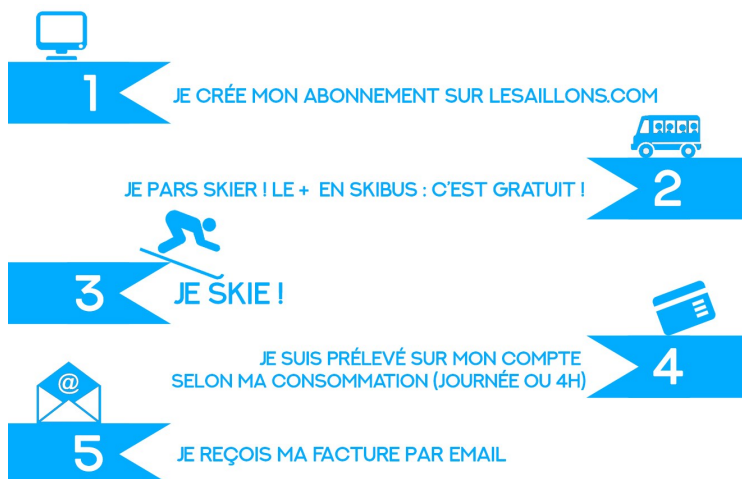 1 JE CRÉE MON ABONNEMENT SUR LESAILLONS.COM
JE PARS SKIER ! LE + EN SKIBUS : C'EST GRATUIT ! 2
3 JE SKIE !
JE SUIS PRÉLEVÉ SUR MON COMPTE
SELON MA CONSOMMATION (JOURNÉE OU 4H) 4
@
5 JE REÇOIS MA FACTURE PAR EMAIL